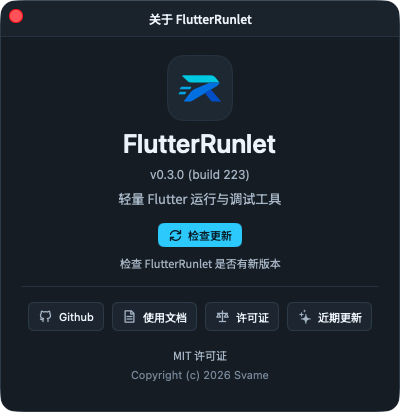 关于 FlutterRunlet
FlutterRunlet
v0.3.0 (build 223)
轻量 Flutter 运行与调试工具
检查更新
检查 FlutterRunlet 是否有新版本
Github
使用文档
许可证
近期更新
MIT 许可证
Copyright (c) 2026 Svame